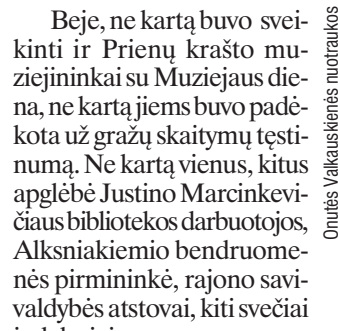 Beje, ne kartą buvo svei-
kinti ir Prienų krašto mu-
ziejininkai su Muziejaus die-
na, ne kartą jiems buvo padė-
kota už gražų skaitymų tęsti-
numą. Ne kartą vienus, kitus
apglėbė Justino Marcinkevi-
čiaus bibliotekos darbuotojos,
Alksniakiemio bendruome-
nės pirmininkė, rajono savi-
valdybės atstovai, kiti svečiai
Onutės Valkauskienės nuotraukos